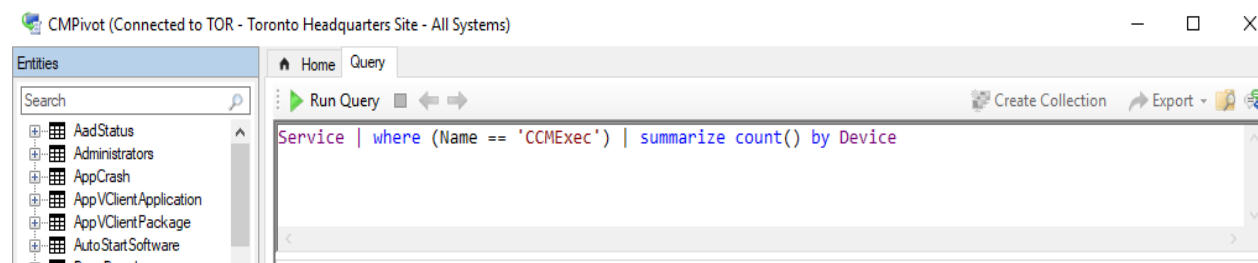 CMPivot (Connected to TOR - Toronto Headquarters Site - All Systems)
Entities
Home Query
Search
Run Query
Create Collection Export
AadStatus
Administrators
AppCrash
AppVClientApplication
AppVClientPackage
AutoStartSoftware
Service | where (Name == 'CCMExec') | summarize count() by Device